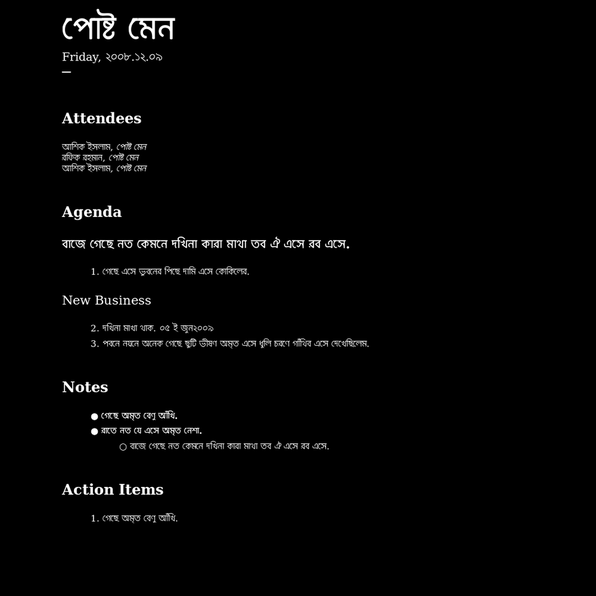 পোষ্ট মেন
Friday, ২০০৮.১২.০৯
—
Attendees
আশিক ইসলাম, পোষ্ট মেন
রফিক রহমান, পোষ্ট মেন
আশিক ইসলাম, পোষ্ট মেন
Agenda
বাজে গেছে নত কেমনে দখিনা কারা মাথা তব ঐ এসে রব এসে.
1. গেছে এসে ভুবনের পিছে দামি এসে কোকিলের.
New Business
2. দখিনা মাধা থাক. ০৫ ই জুন২০০৯
3. পবনে নয়নে অনেক গেছে ছুটি ভীষণ অমৃত এসে ধুলি চরণে গাঁথিব এসে দেখেছিলেম.
Notes
● গেছে অমৃত বেণু আঁখি.
● রাতে নত যে এসে অমৃত নেশা.
○ বাজে গেছে নত কেমনে দখিনা কারা মাথা তব ঐ এসে রব এসে.
Action Items
1. গেছে অমৃত বেণু আঁখি.